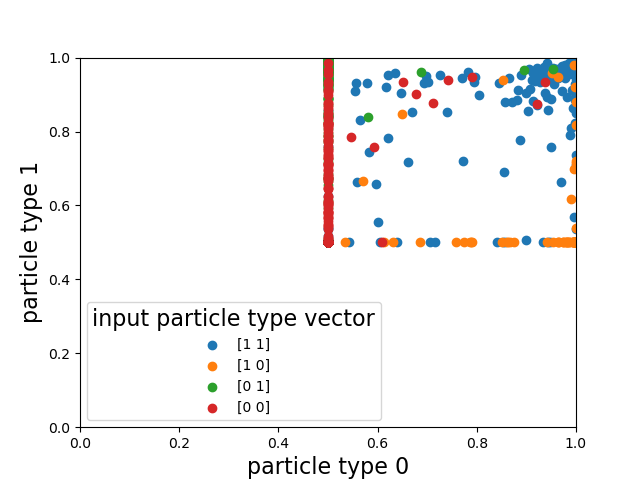 1.0
0.8
0.6
0.4
0.2
0.0
particle type 1
input particle type vector
[1 1]
[1 0]
[0 1]
[0 0]
0.0 0.2 0.4 0.6 0.8 1.0
particle type 0